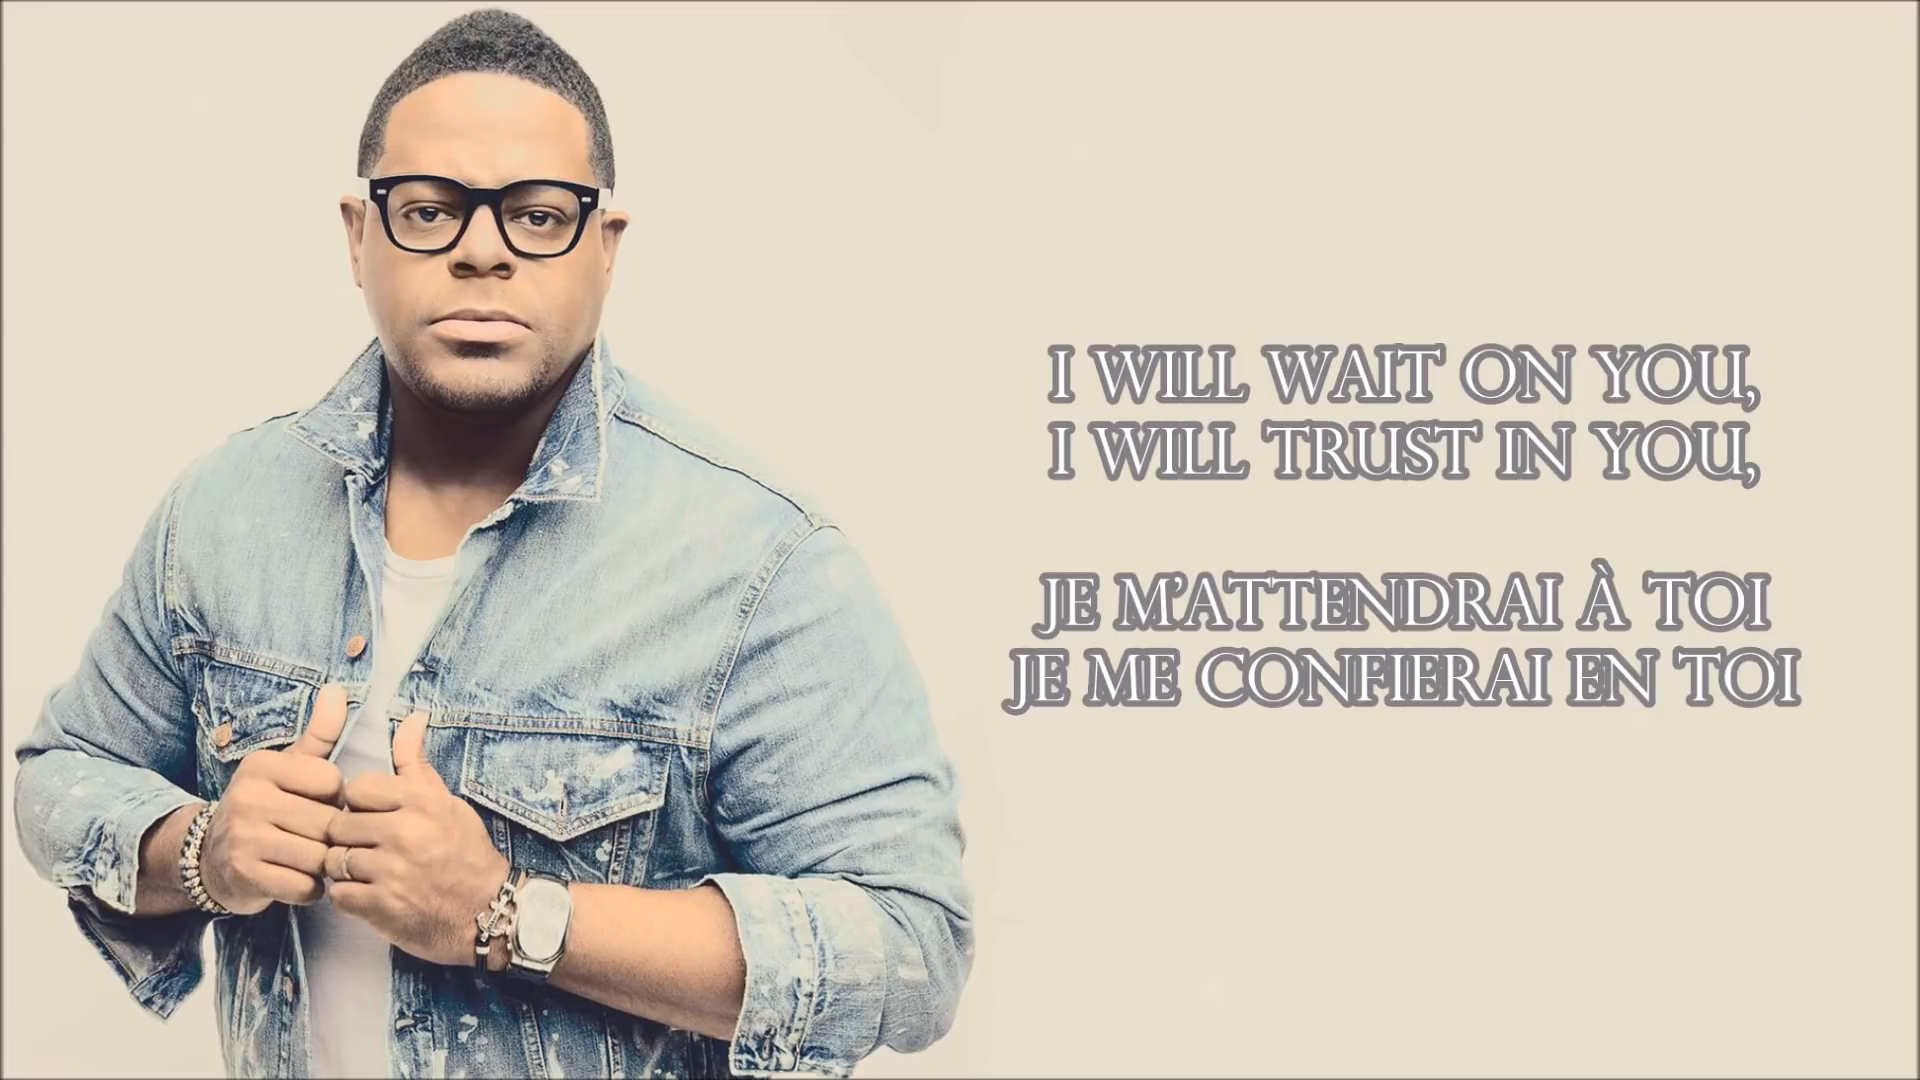 I WILL WAIT ON YOU,
I WILL TRUST IN YOU,
JE M'ATTENDRAI À TOI
JE ME CONFIERAI EN TOI